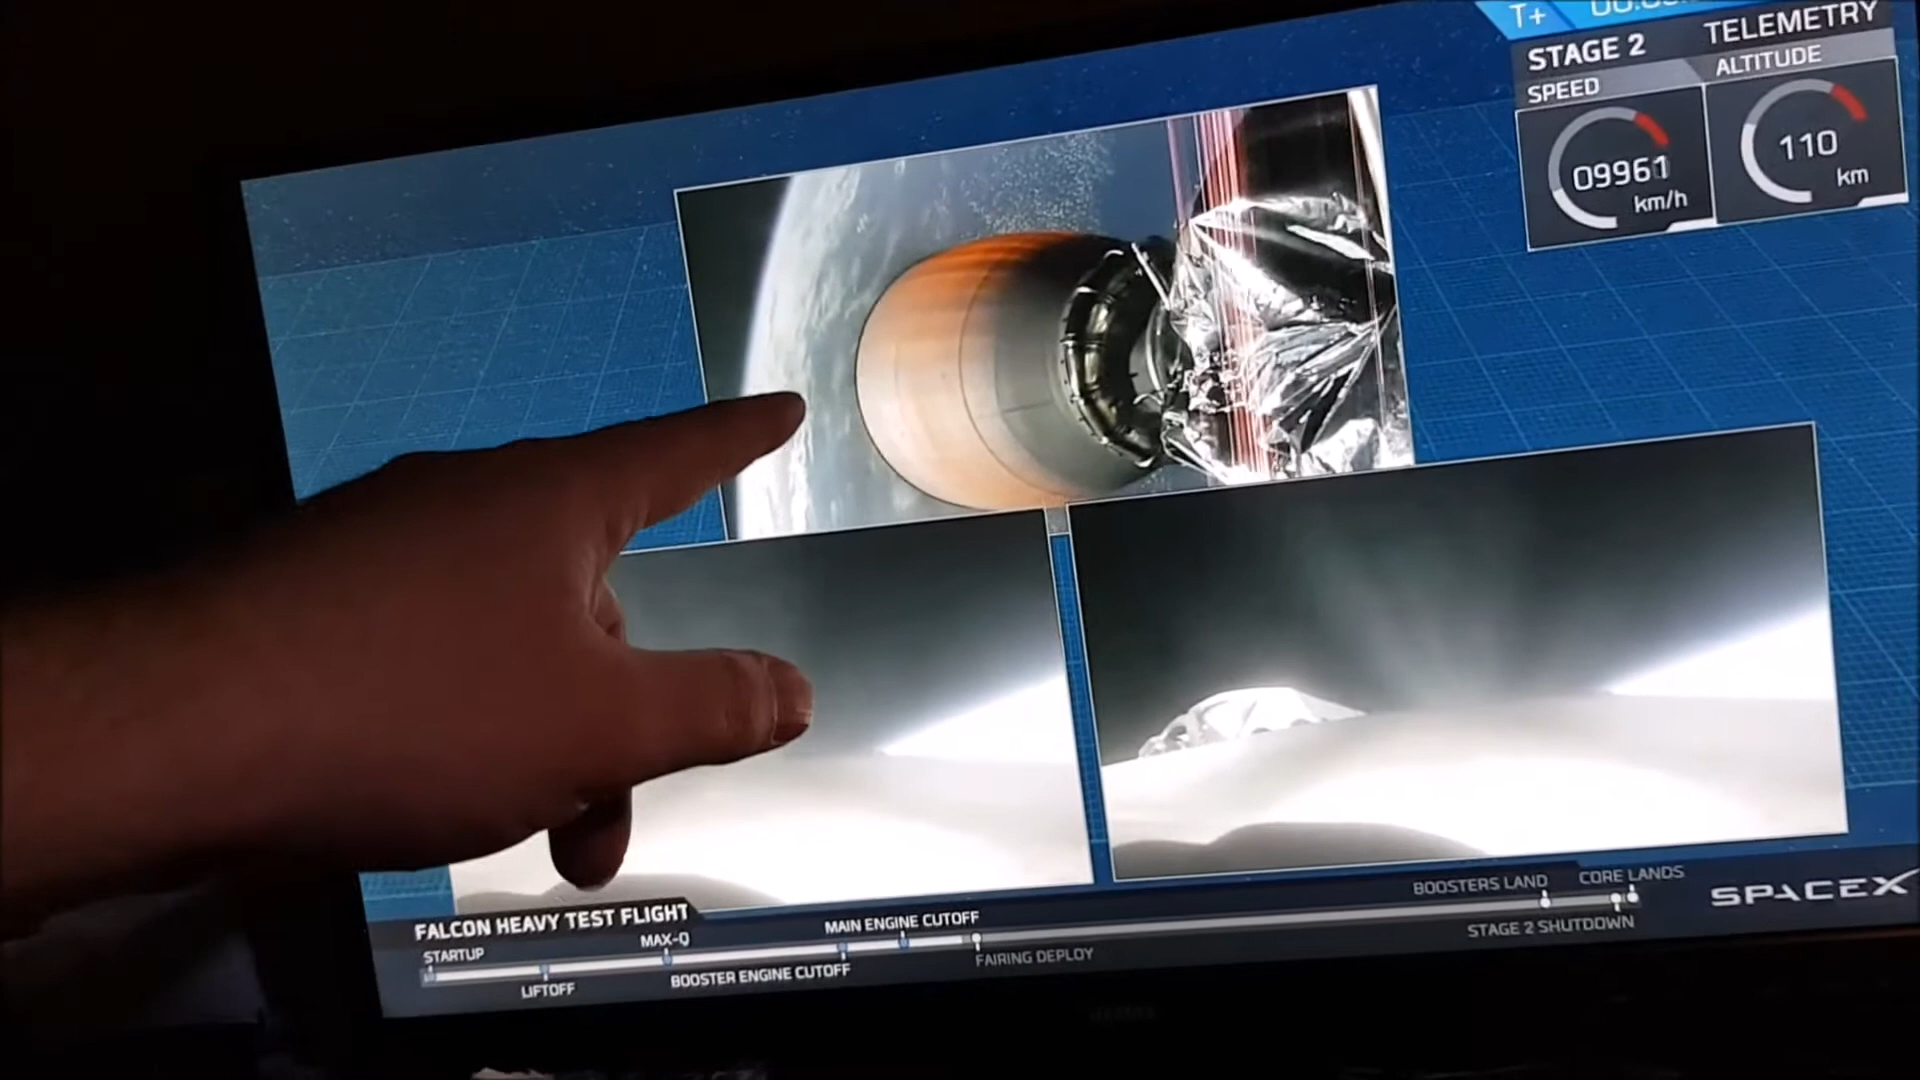 T+
STAGE 2 TELEMETRY
SPEED ALTITUDE
09961 110
km/h km
BOOSTERS LAND CORE LANDS
SPACEX
FALCON HEAVY TEST FLIGHT
MAIN ENGINE CUTOFF
STARTUP MAX-Q
STAGE 2 SHUTDOWN
FAIRING DEPLOY
BOOSTER ENGINE CUTOFF
LIFTOFF